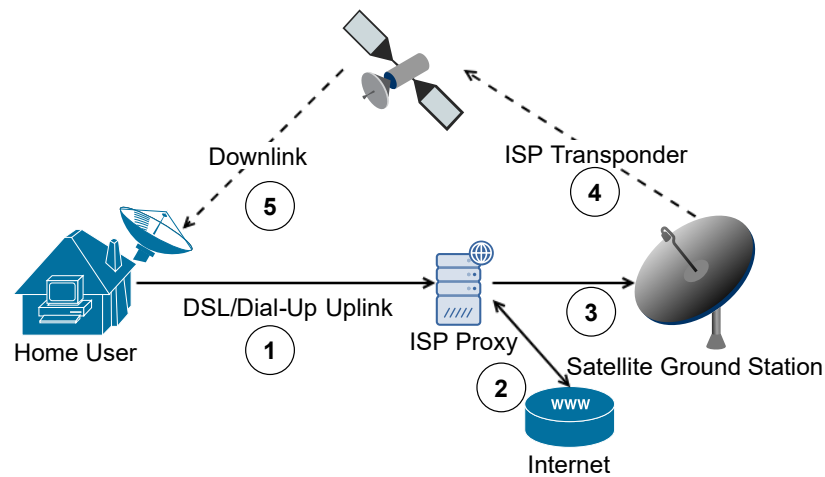 Downlink
5
ISP Transponder
4
DSL/Dial-Up Uplink
1
Home User
ISP Proxy
3
2
Satellite Ground Station
WWW
Internet